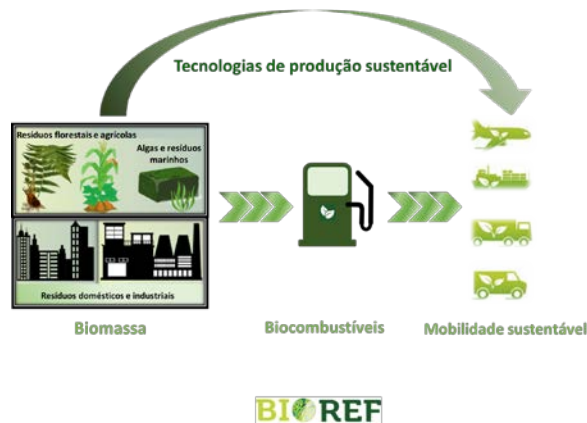 Tecnologias de produção sustentável
Resíduos florestais e agrícolas
Algas e resíduos
marinhos
Resíduos domésticos e industriais
Biomassa
Biocombustíveis
Mobilidade sustentável
BIOREF